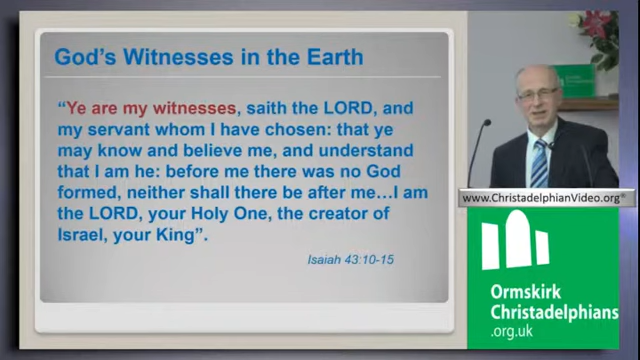 God's Witnesses in the Earth
“Ye are my witnesses, saith the LORD, and
my servant whom I have chosen: that ye
may know and believe me, and understand
that I am he: before me there was no God
formed, neither shall there be after me…I am
the LORD, your Holy One, the creator of
Israel, your King”.
Isaiah 43:10-15
www.ChristadelphianVideo.org®
Ormskirk
Christadelphians
.org.uk